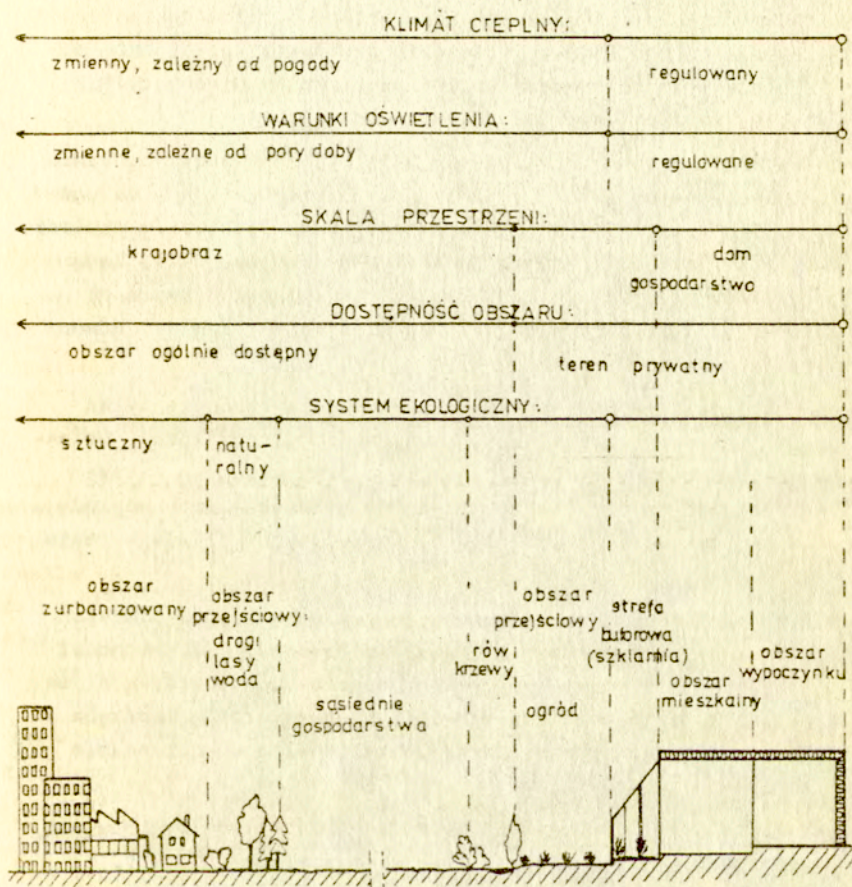 KLIMAT CIEPLNY:
zmienny, zależny od pogody
regulowany
WARUNKI OŚWIETLENIA:
zmienne, zależne od pory doby
regulowane
SKALA PRZESTRZENI:
krajobraz
dom
gospodarstwo
DOSTĘPNOŚĆ OBSZARU:
obszar ogólnie dostępny
teren prywatny
SYSTEM EKOLOGICZNY:
sztuczny
natu-
ralny
obszar
zurbanizowany
obszar
przejściowy:
drogi
lasy
woda
sąsiednie
gospodarstwa
rów
krzewy
obszar
przejściowy
ogród
strefa
buforowa
(szklarnia)
obszar
mieszkalny
obszar
wypoczynku